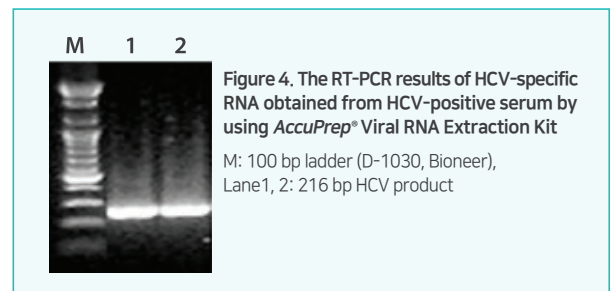 M 1 2
Figure 4. The RT-PCR results of HCV-specific
RNA obtained from HCV-positive serum by
using AccuPrep® Viral RNA Extraction Kit
M: 100 bp ladder (D-1030, Bioneer),
Lane1, 2: 216 bp HCV product